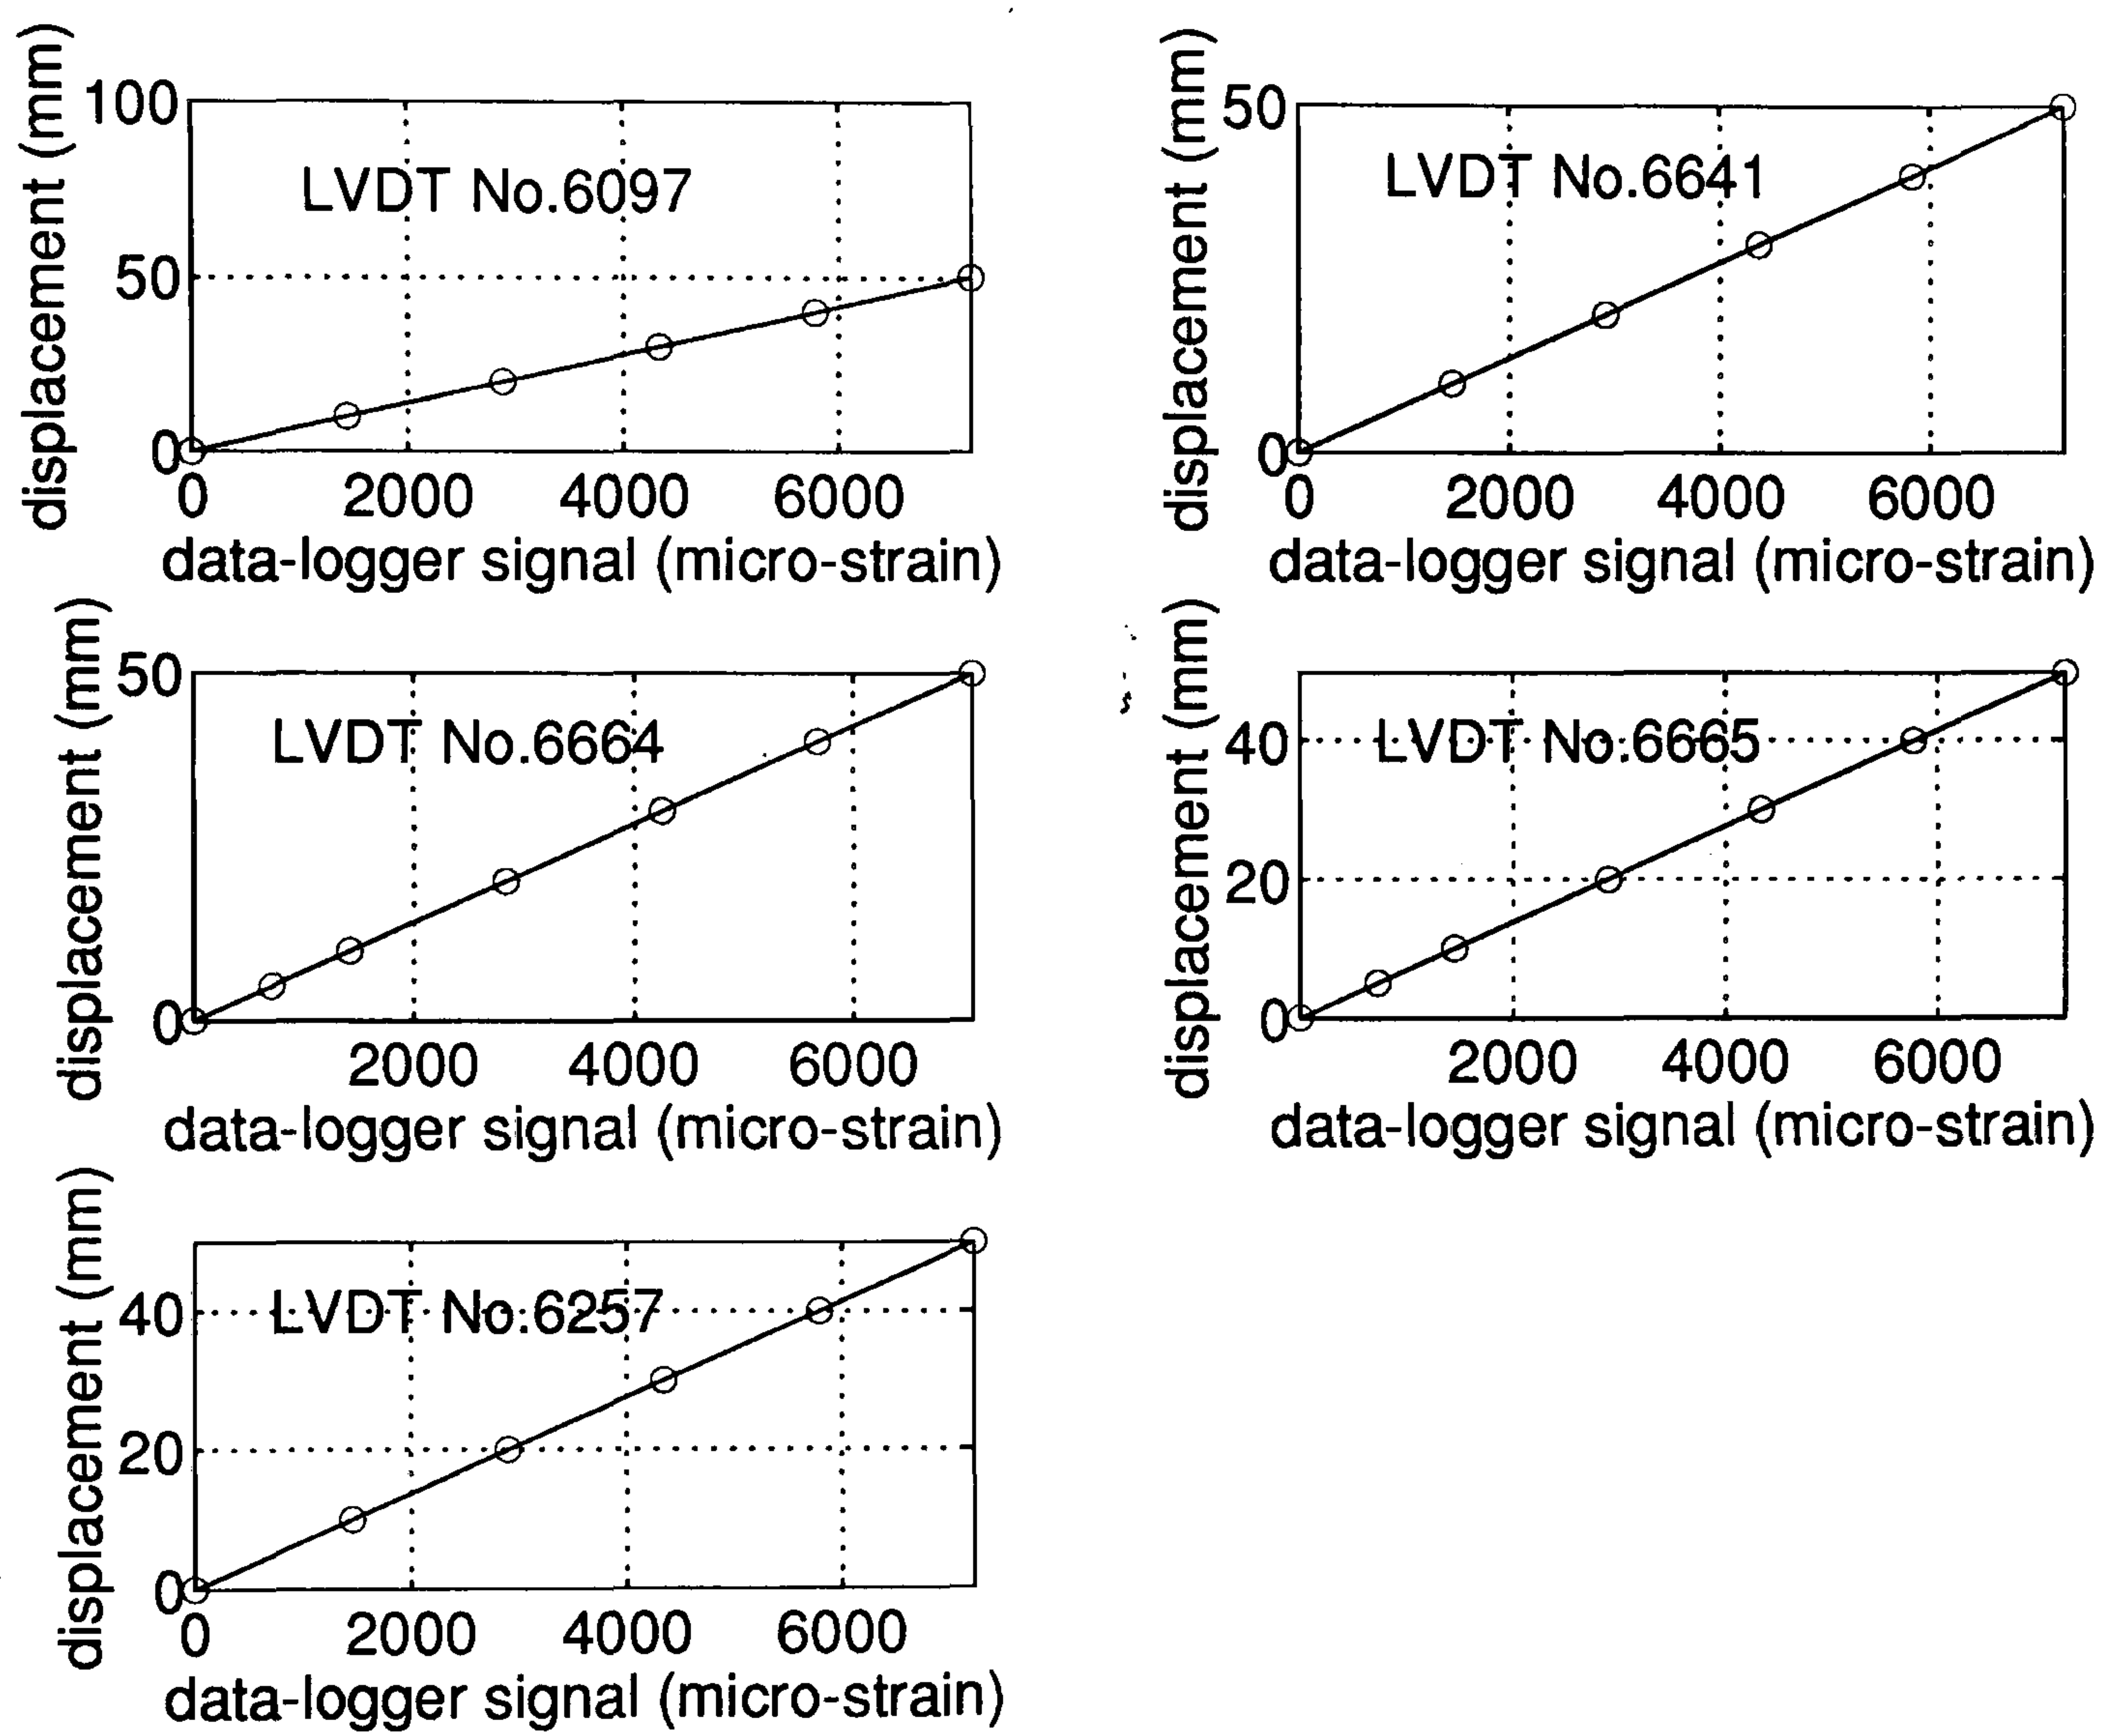 displacement (mm)
100
50
0
LVDT No.6097
0 2000 4000 6000
data-logger signal (micro-strain)
displacement (mm)
50
0
LVDT No.6641
0 2000 4000 6000
data-logger signal (micro-strain)
displacement (mm)
50
0
LVDT No.6664
2000 4000 6000
data-logger signal (micro-strain)
displacement (mm)
40
20
0
LVDT No.6665
2000 4000 6000
data-logger signal (micro-strain)
displacement (mm)
40
20
0
LVDT No.6257
0 2000 4000 6000
data-logger signal (micro-strain)